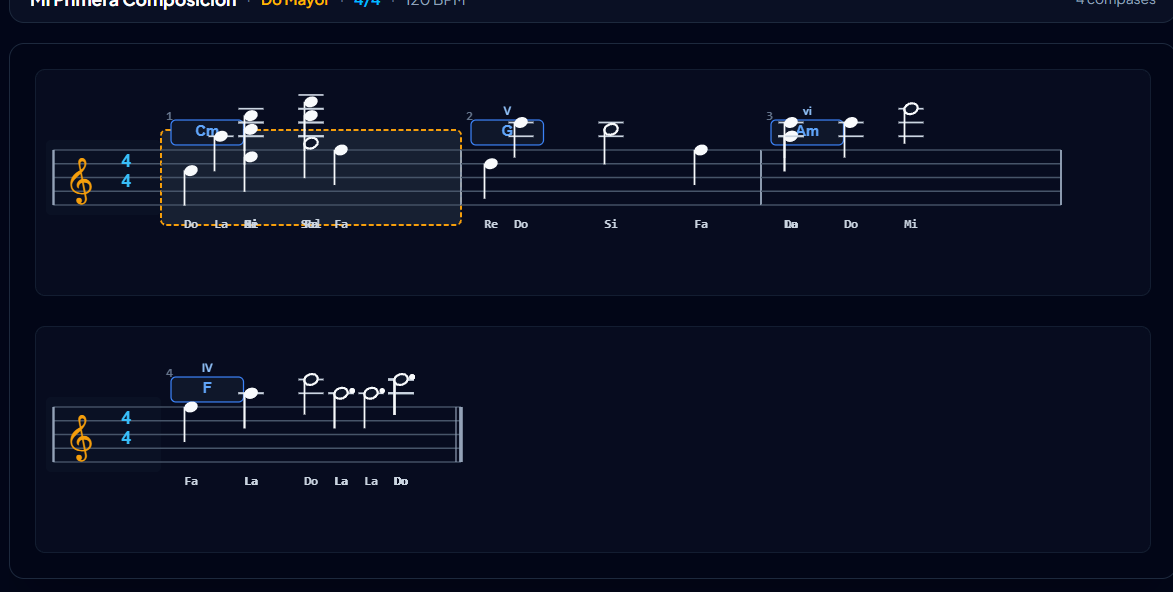 Mi Primera Composición · Do Mayor · 4/4 · 120 BPM 4 compases
1 2 V 3 vi
Cm G Am
4 4
4 4
Do La Fa Re Do Si Fa Do Mi
4 IV
F
4
4
Fa La Do La La Do